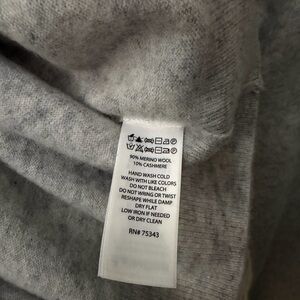 90% MERINO WOOL
10% CASHMERE
HAND WASH COLD
WASH WITH LIKE COLORS
DO NOT BLEACH
DO NOT WRING OR TWIST
RESHAPE WHILE DAMP
DRY FLAT
LOW IRON IF NEEDED
OR DRY CLEAN
RN# 75343